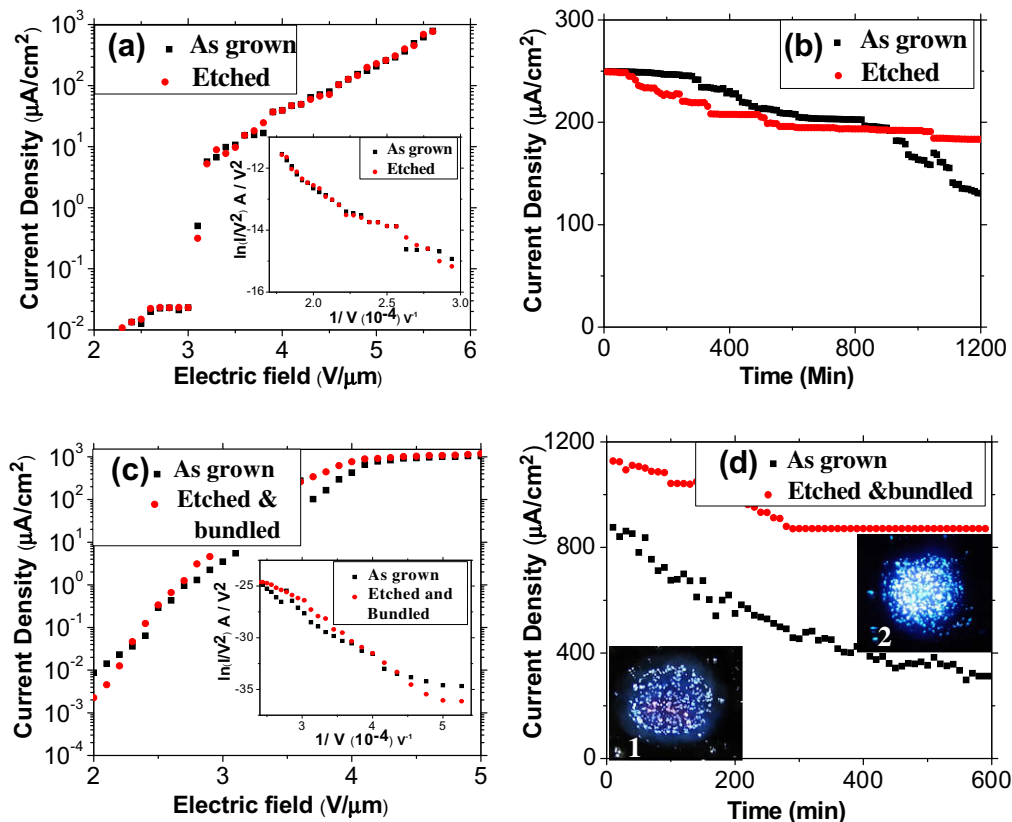 (a)
As grown
Etched
Current Density (µA/cm²)
10³
10²
10¹
10⁰
10⁻¹
10⁻²
2 3 4 5 6
Electric field (V/µm)
As grown
Etched
ln(I/V²) A / V²
-12
-14
-16
2.0 2.5 3.0
1/ V (10⁻⁴) v⁻¹
(b)
As grown
Etched
Current Density (µA/cm²)
300
200
100
0
0 400 800 1200
Time (Min)
(c)
As grown
Etched &
bundled
Current Density (µA/cm²)
10³
10²
10¹
10⁰
10⁻¹
10⁻²
10⁻³
10⁻⁴
2 3 4 5
Electric field (V/µm)
As grown
Etched and
Bundled
ln(I/V²) A / V²
-25
-30
-35
3 4 5
1/ V (10⁻⁴) v⁻¹
(d)
As grown
Etched &bundled
Current Density (µA/cm²)
1200
800
400
0
0 200 400 600
Time (min)
2
1